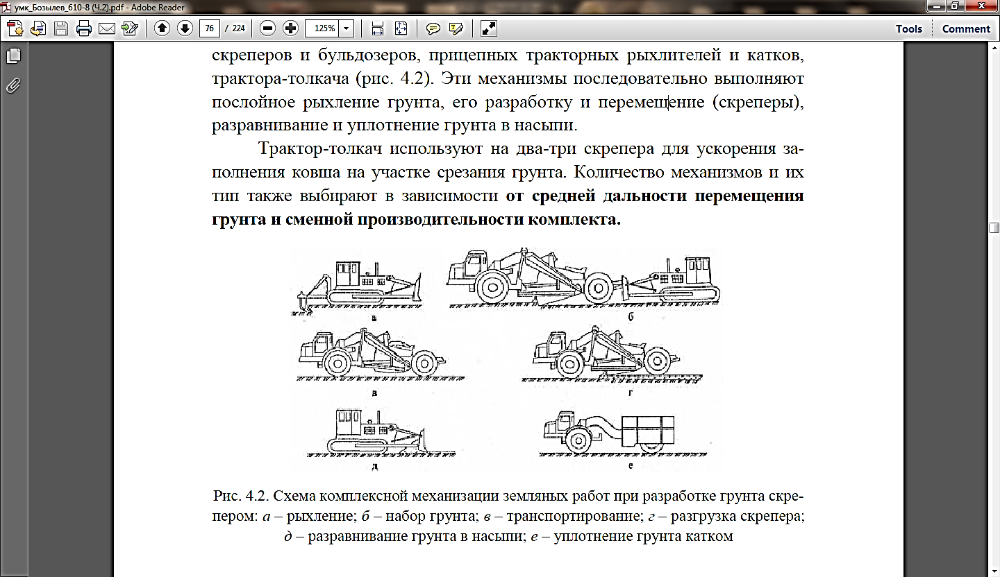 умк_Бозылев_610-8 (Ч.2).pdf - Adobe Reader
76 / 224 125% Tools Comment
скреперов и бульдозеров, прицепных тракторных рыхлителей и катков,
трактора-толкача (рис. 4.2). Эти механизмы последовательно выполняют
послойное рыхление грунта, его разработку и перемещение (скреперы),
разравнивание и уплотнение грунта в насыпи.
Трактор-толкач используют на два-три скрепера для ускорения за-
полнения ковша на участке срезания грунта. Количество механизмов и их
тип также выбирают в зависимости от средней дальности перемещения
грунта и сменной производительности комплекта.
а б
в г
д е
Рис. 4.2. Схема комплексной механизации земляных работ при разработке грунта скре-
пером: а – рыхление; б – набор грунта; в – транспортирование; г – разгрузка скрепера;
д – разравнивание грунта в насыпи; е – уплотнение грунта катком